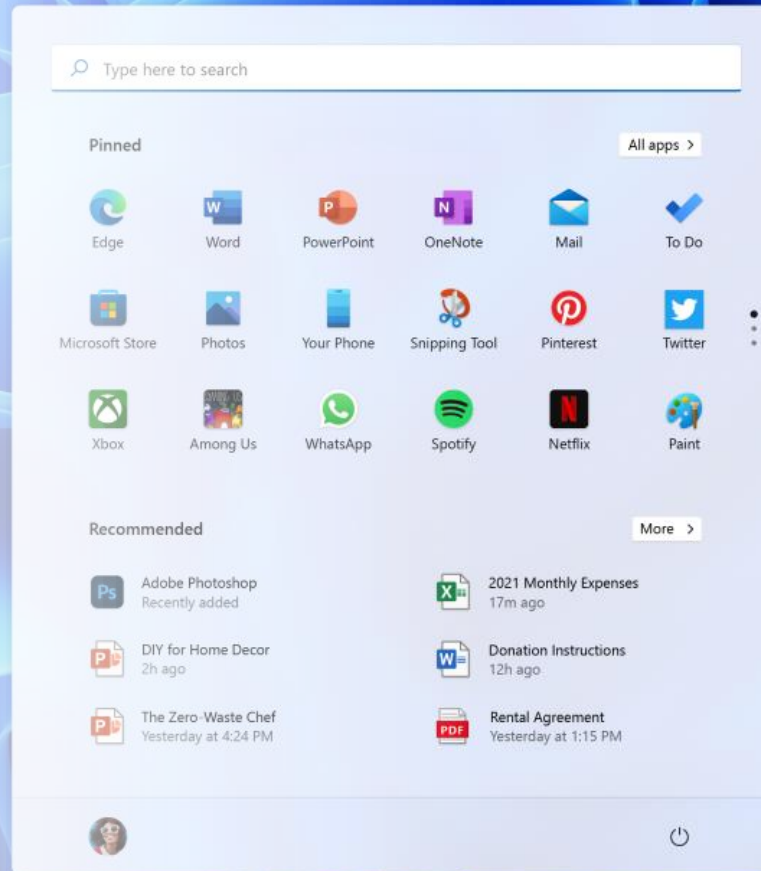 Type here to search
Pinned
All apps >
Edge
Word
PowerPoint
OneNote
Mail
To Do
Microsoft Store
Photos
Your Phone
Snipping Tool
Pinterest
Twitter
Xbox
Among Us
WhatsApp
Spotify
Netflix
Paint
Recommended
More >
Ps
Adobe Photoshop
Recently added
2021 Monthly Expenses
17m ago
DIY for Home Decor
2h ago
Donation Instructions
12h ago
The Zero-Waste Chef
Yesterday at 4:24 PM
PDF
Rental Agreement
Yesterday at 1:15 PM